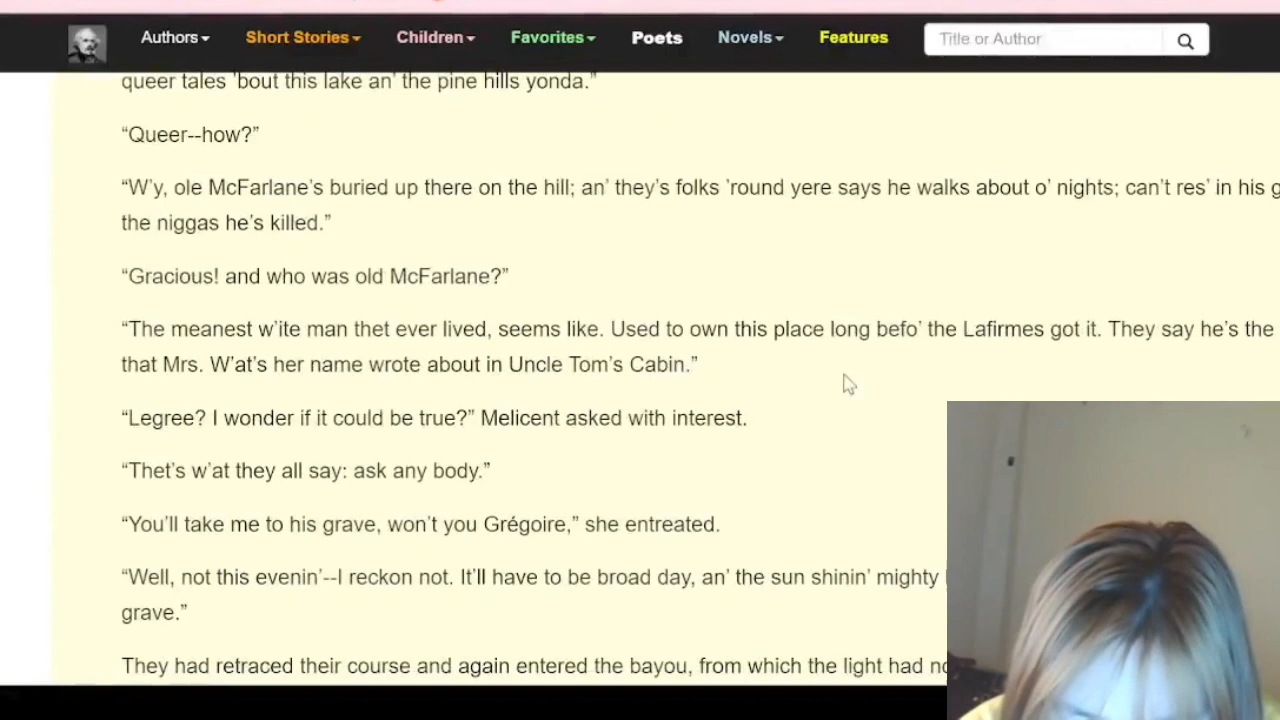 Authors Short Stories Children Favorites Poets Novels Features Title or Author
queer tales 'bout this lake an' the pine hills yonda.”
“Queer--how?”
“W'y, ole McFarlane's buried up there on the hill; an' they's folks 'round yere says he walks about o' nights; can't res' in his
the niggas he's killed.”
“Gracious! and who was old McFarlane?”
“The meanest w'ite man thet ever lived, seems like. Used to own this place long befo' the Lafirmes got it. They say he's the
that Mrs. W'at's her name wrote about in Uncle Tom's Cabin.”
“Legree? I wonder if it could be true?” Melicent asked with interest.
“Thet's w'at they all say: ask any body.”
“You'll take me to his grave, won't you Grégoire,” she entreated.
“Well, not this evenin'--I reckon not. It'll have to be broad day, an' the sun shinin' mighty
grave.”
They had retraced their course and again entered the bayou, from which the light had